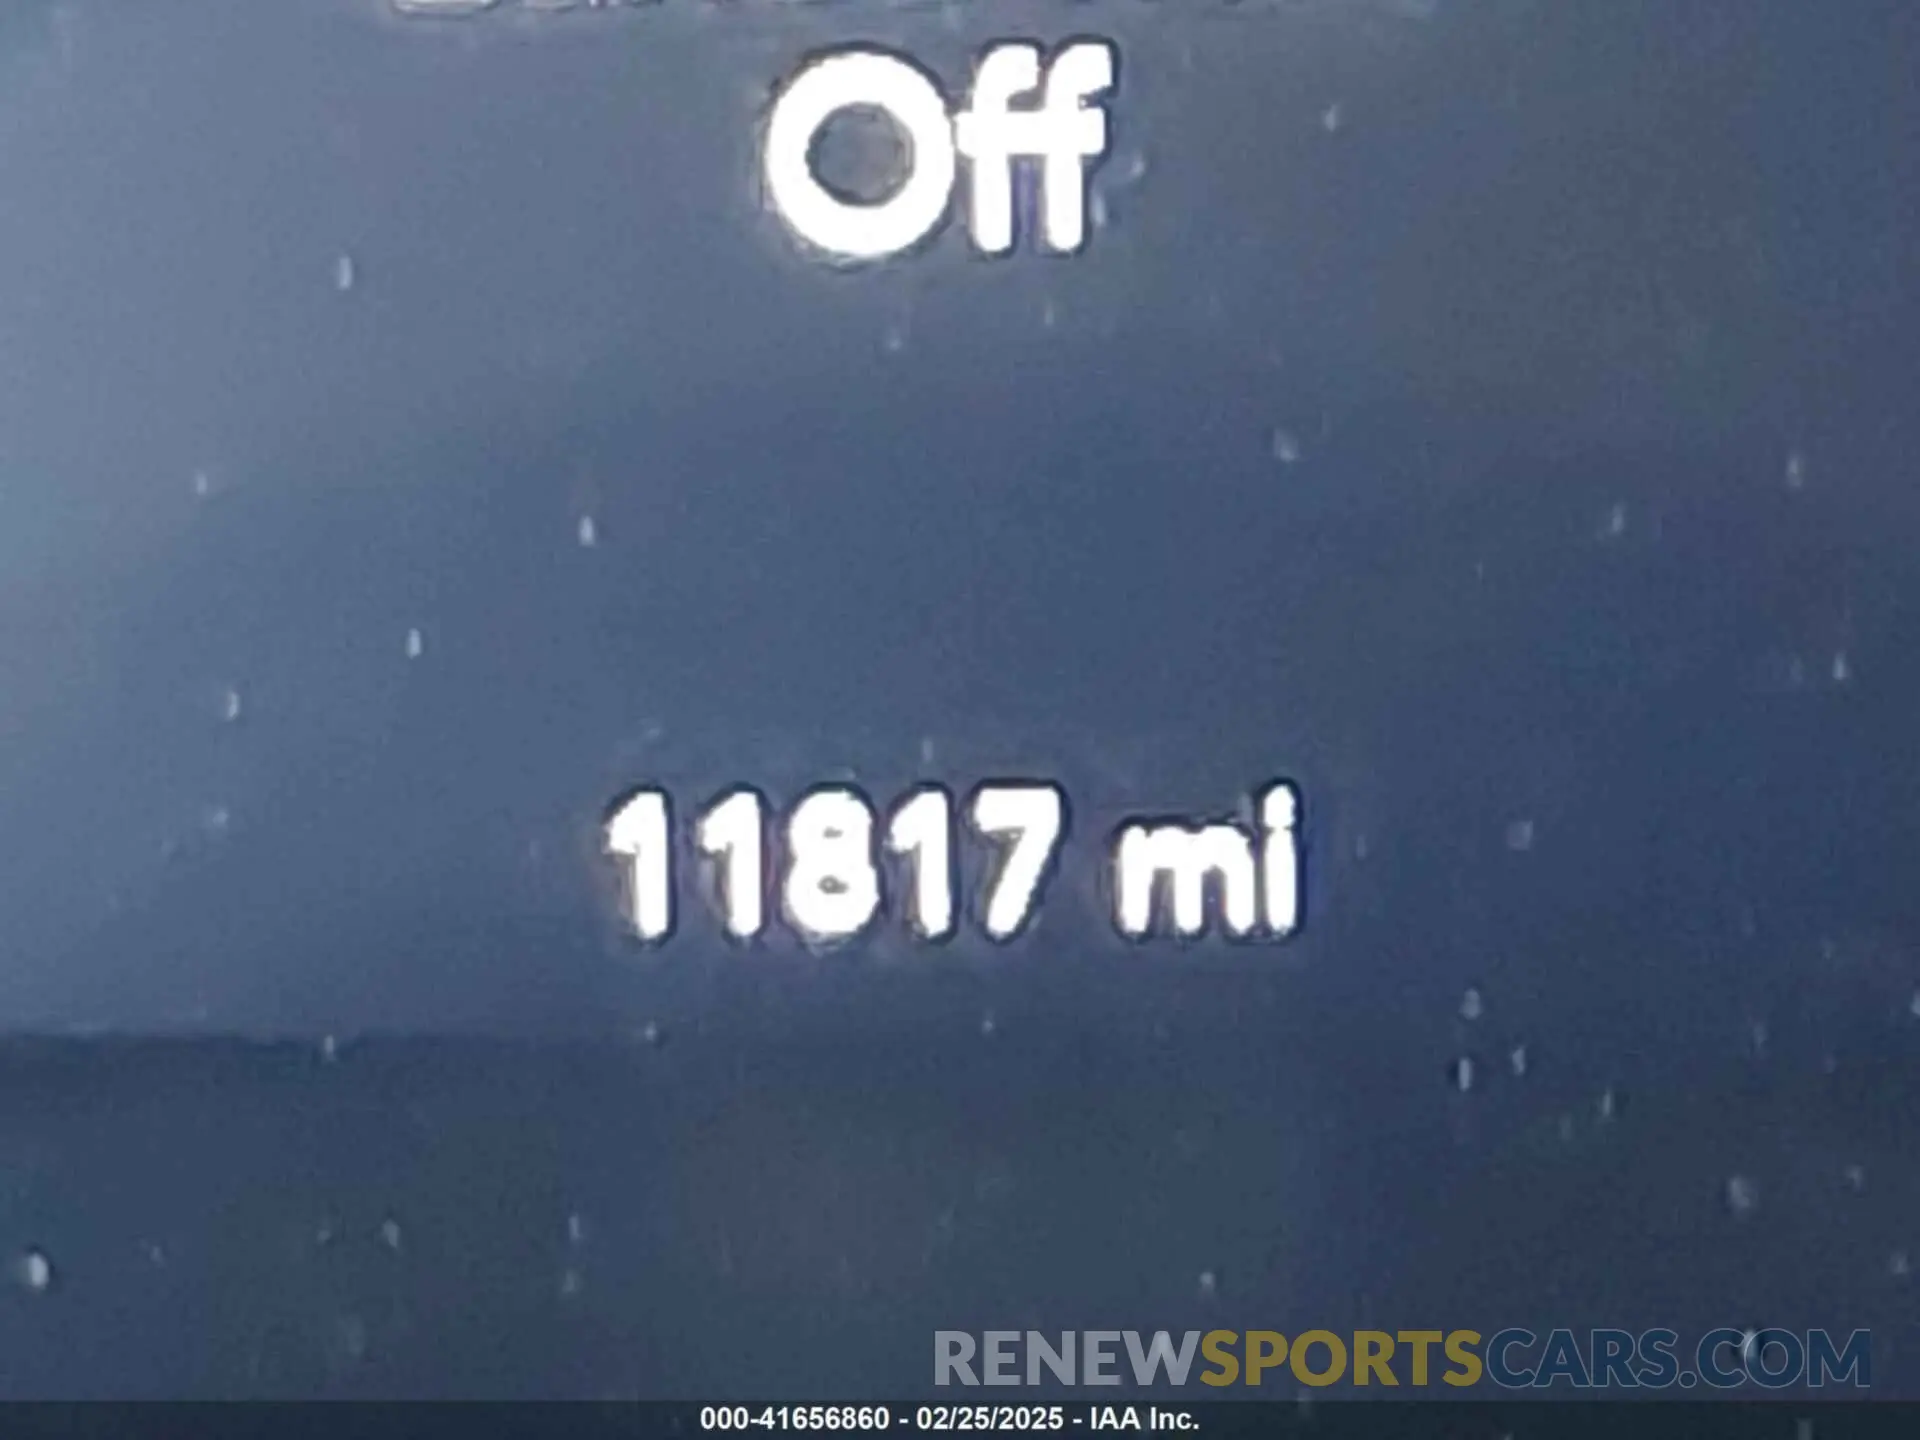 Off
11817 mi
RENEWSPORTSCARS.COM
000-41656860 - 02/25/2025 - IAA Inc.